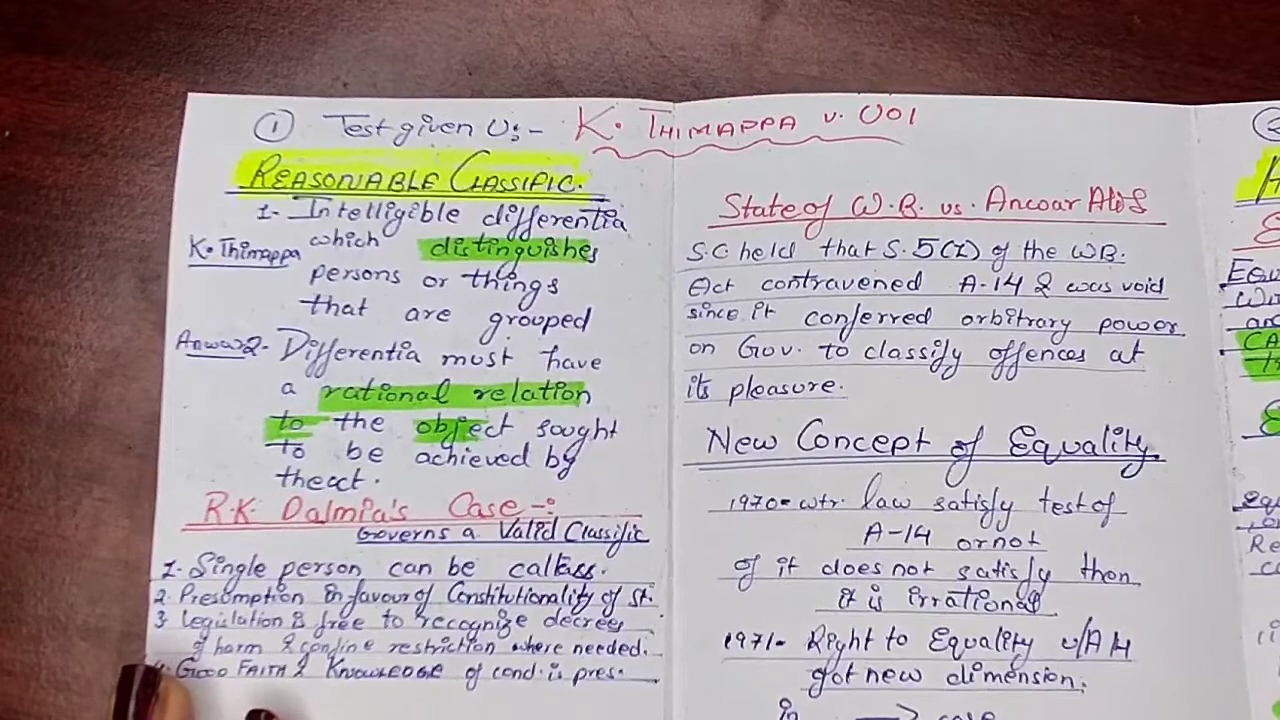 ① Test given U:- K. THIMAPPA v. UOI
REASONABLE CLASSIFIC.
1- Intelligible differentia
K. Thimappa which distinguishes
persons or things
that are grouped
2- Differentia must have
a rational relation
to the object sought
to be achieved by
the act.
R.K. Dalmia's Case -:
Governs a Valid Classific
1- Single person can be
2. Presumption in favour of Constitutionality of St.
3 legislation is free to recognize decrees
of harm & confine restriction where needed.
GOOD FAITH & KNOWLEDGE of cond. is pres.
State of W.B. vs. Anwar Ali
S.C held that S. 5(1) of the WB.
Act contravened A-14 & was void
since it conferred arbitrary power
on Gov. to classify offences at
its pleasure.
New Concept of Equality
1970- wtr. law satisfy test of
A-14 or not
if it does not satisfy then
it is irrational
1971- Right to Equality
got new dimension.
in → case